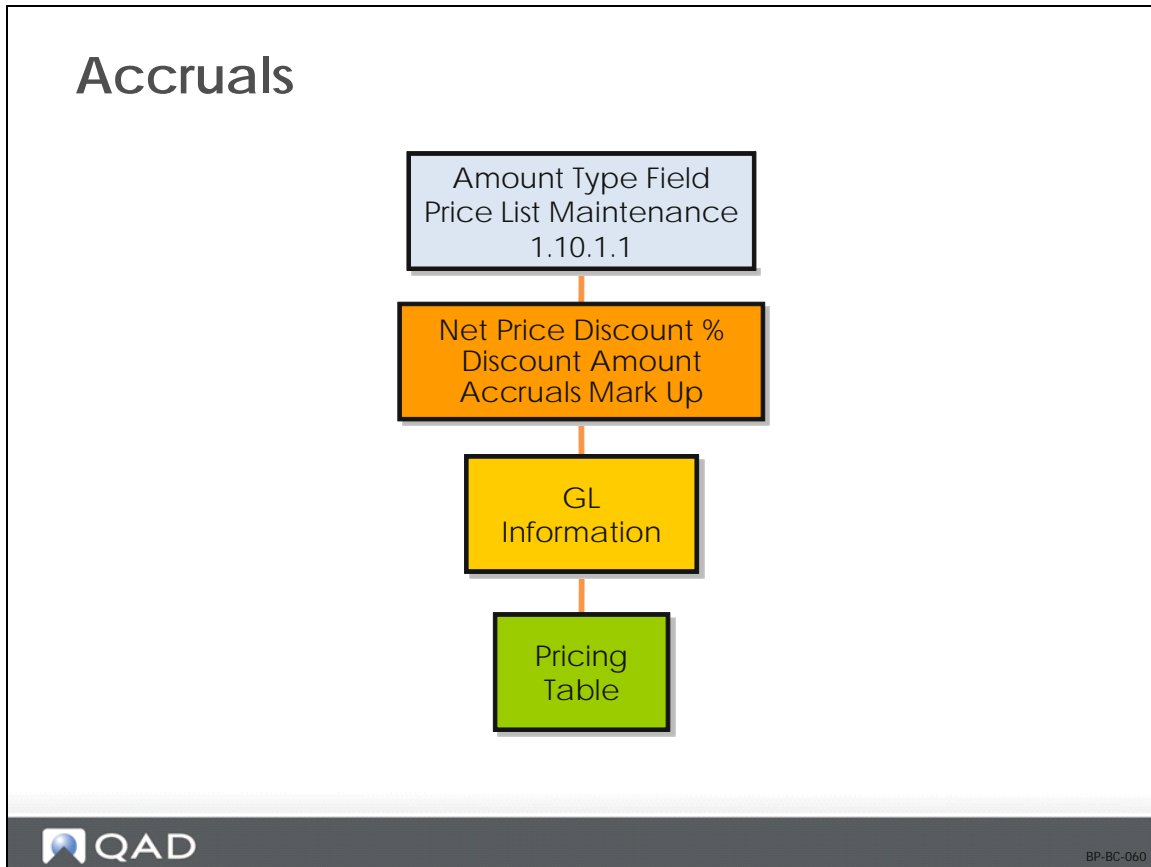 Accruals
Amount Type Field
Price List Maintenance
1.10.1.1
Net Price Discount %
Discount Amount
Accruals Mark Up
GL
Information
Pricing
Table
QAD
BP-BC-060